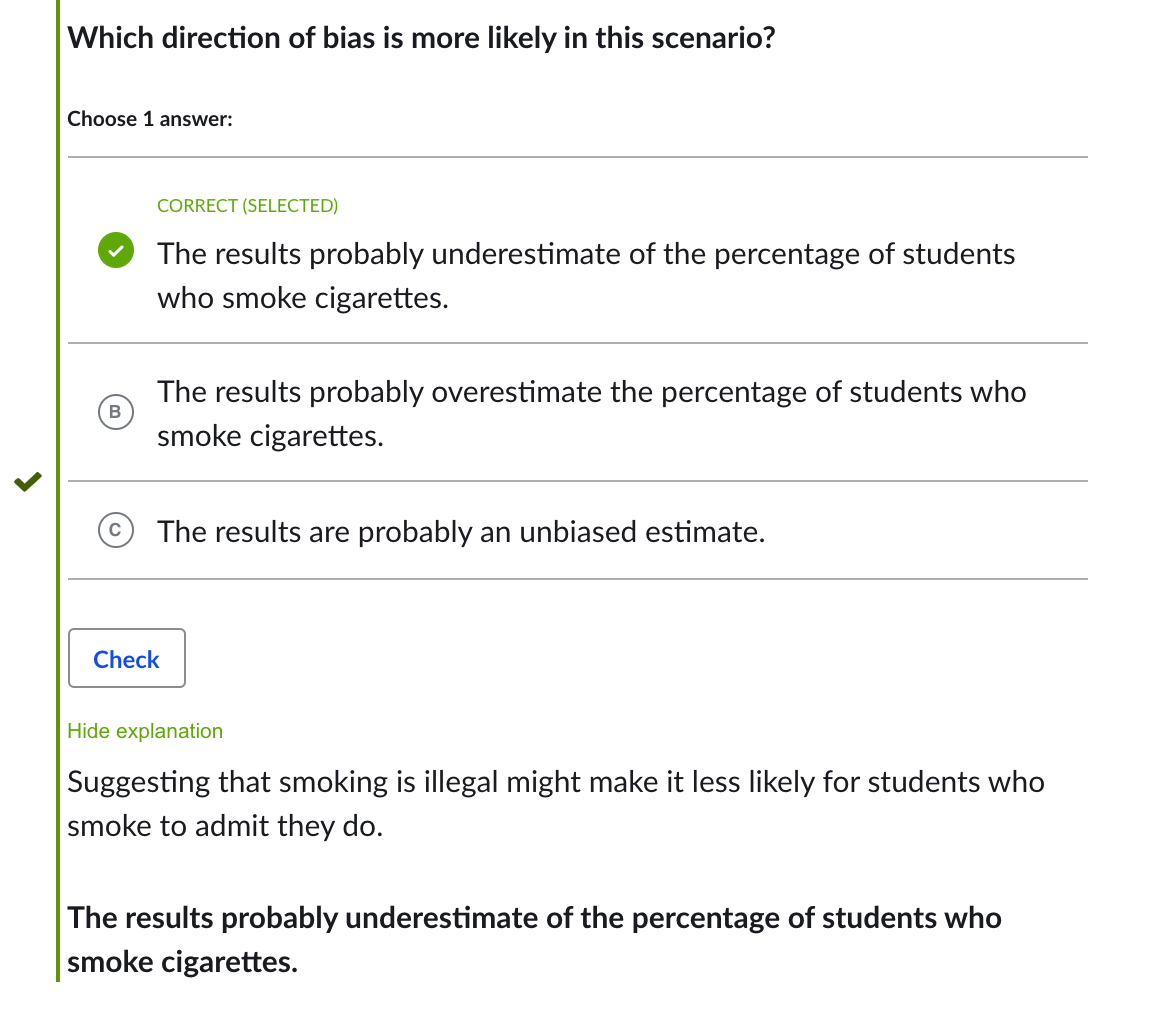 Which direction of bias is more likely in this scenario?
Choose 1 answer:
CORRECT (SELECTED)
The results probably underestimate of the percentage of students
who smoke cigarettes.
B
The results probably overestimate the percentage of students who
smoke cigarettes.
C
The results are probably an unbiased estimate.
Check
Hide explanation
Suggesting that smoking is illegal might make it less likely for students who
smoke to admit they do.
The results probably underestimate of the percentage of students who
smoke cigarettes.